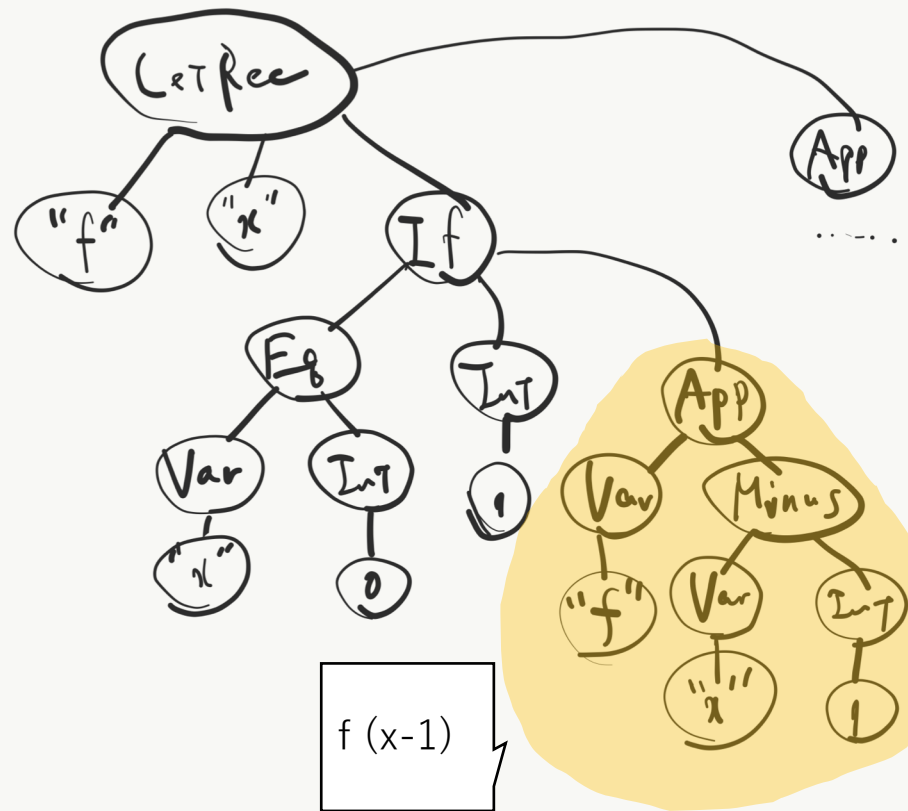 LetRec
App
"f"
"x"
If
.....
Eq
Int
App
Var
Int
1
Var
Minus
"x"
0
"f"
Var
Int
"x"
1
f (x-1)